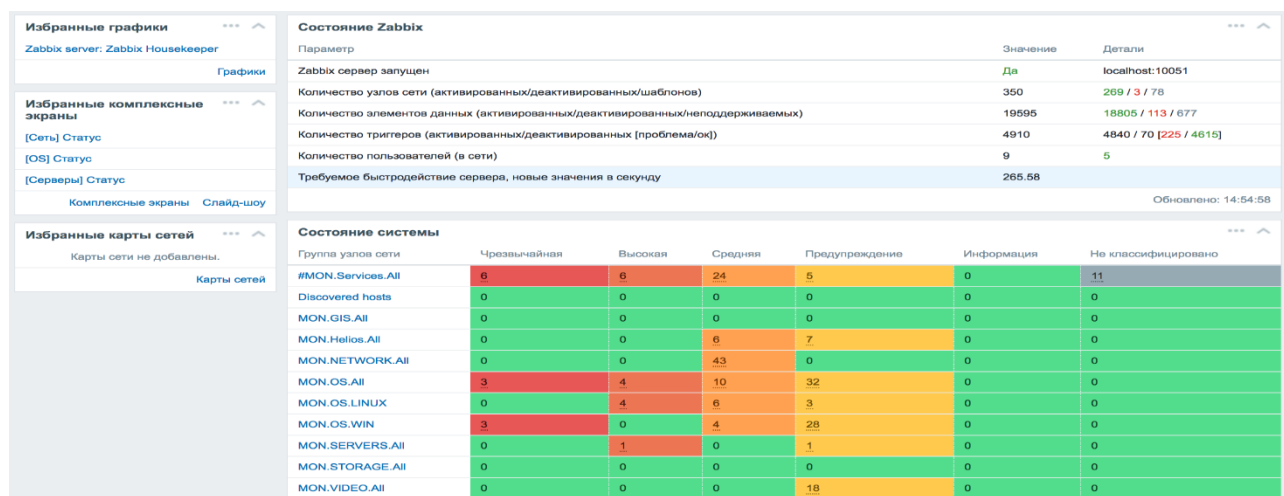 Избранные графики
Zabbix server: Zabbix Housekeeper
Графики
Избранные комплексные экраны
[Сеть] Статус
[OS] Статус
[Серверы] Статус
Комплексные экраны Слайд-шоу
Избранные карты сетей
Карты сети не добавлены.
Карты сетей
Состояние Zabbix
Параметр Значение Детали
Zabbix сервер запущен Да localhost:10051
Количество узлов сети (активированных/деактивированных/шаблонов) 350 269 / 3 / 78
Количество элементов данных (активированных/деактивированных/неподдерживаемых) 19595 18805 / 113 / 677
Количество триггеров (активированных/деактивированных [проблема/ок]) 4910 4840 / 70 [225 / 4615]
Количество пользователей (в сети) 9 5
Требуемое быстродействие сервера, новые значения в секунду 265.58
Обновлено: 14:54:58
Состояние системы
Группа узлов сети Чрезвычайная Высокая Средняя Предупреждение Информация Не классифицировано
#MON.Services.All 6 6 24 5 0 11
Discovered hosts 0 0 0 0 0 0
MON.GIS.All 0 0 0 0 0 0
MON.Helios.All 0 0 6 7 0 0
MON.NETWORK.All 0 0 43 0 0 0
MON.OS.All 3 4 10 32 0 0
MON.OS.LINUX 0 4 6 3 0 0
MON.OS.WIN 3 0 4 28 0 0
MON.SERVERS.All 0 1 0 1 0 0
MON.STORAGE.All 0 0 0 0 0 0
MON.VIDEO.All 0 0 0 18 0 0